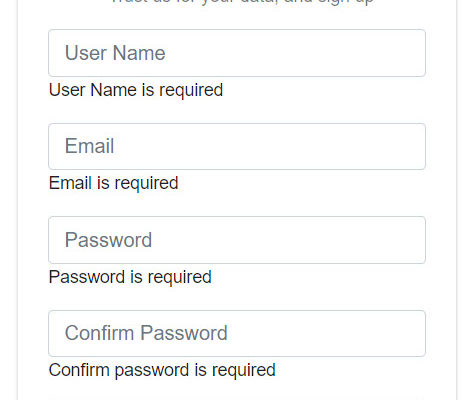 Trust us for your data, and sign up
User Name
User Name is required
Email
Email is required
Password
Password is required
Confirm Password
Confirm password is required